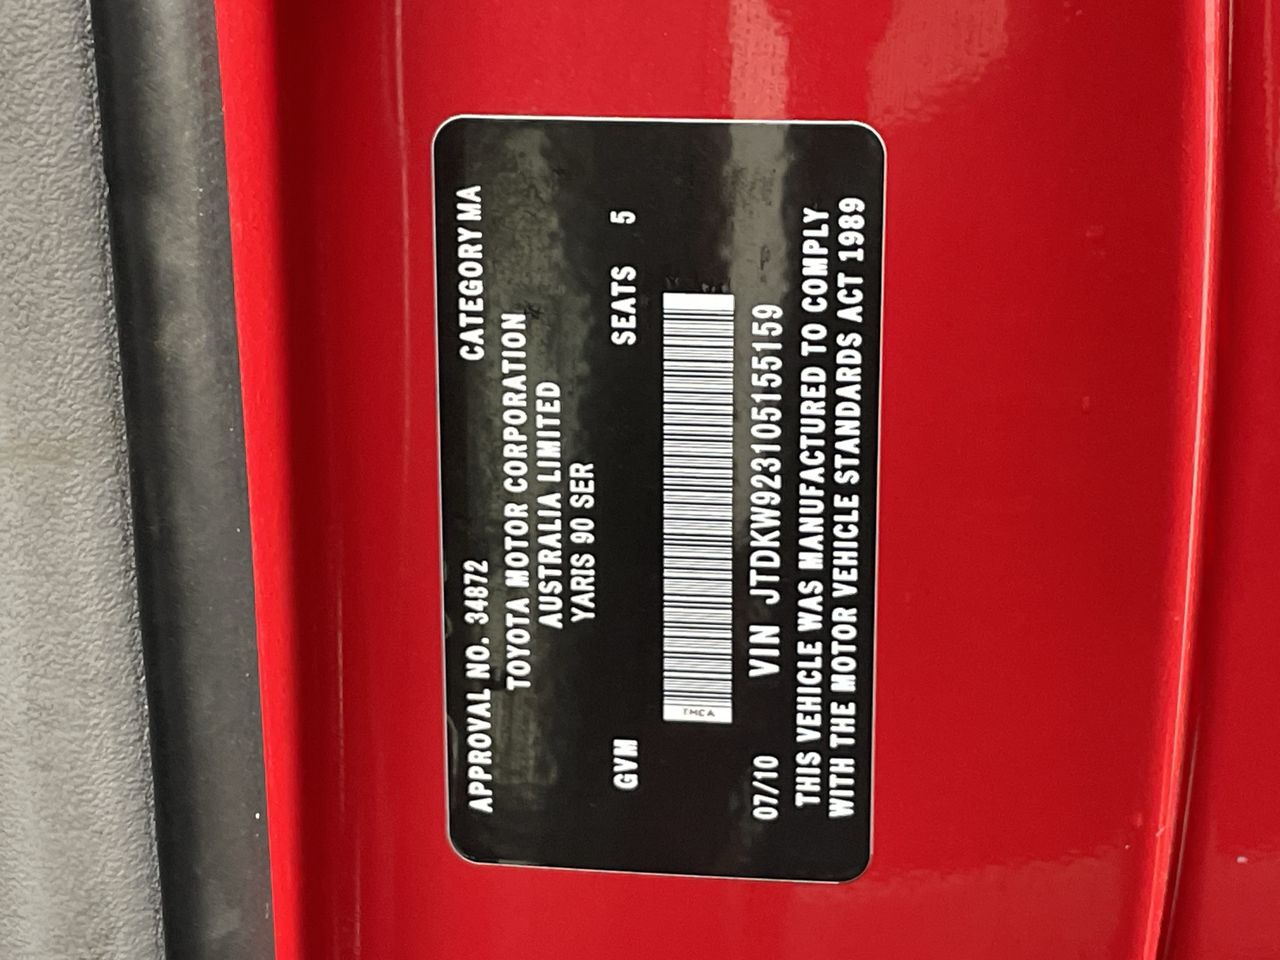 APPROVAL NO. 34872 CATEGORY MA
TOYOTA MOTOR CORPORATION
AUSTRALIA LIMITED
YARIS 90 SER
GVM SEATS 5
TMCA
07/10 VIN JTDKW923105155159
THIS VEHICLE WAS MANUFACTURED TO COMPLY
WITH THE MOTOR VEHICLE STANDARDS ACT 1989